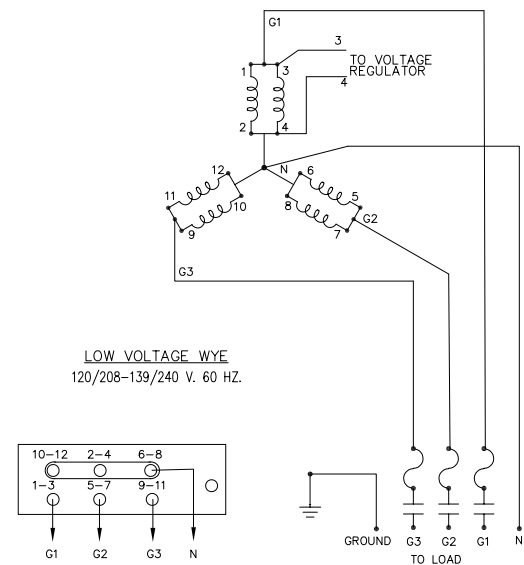 G1
3
TO VOLTAGE
REGULATOR
4
1
3
2
4
N
12
6
11
10
8
5
9
7
G2
G3
LOW VOLTAGE WYE
120/208-139/240 V. 60 HZ.
10-12 2-4 6-8
1-3 5-7 9-11
G1 G2 G3 N
GROUND G3 G2 G1 N
TO LOAD